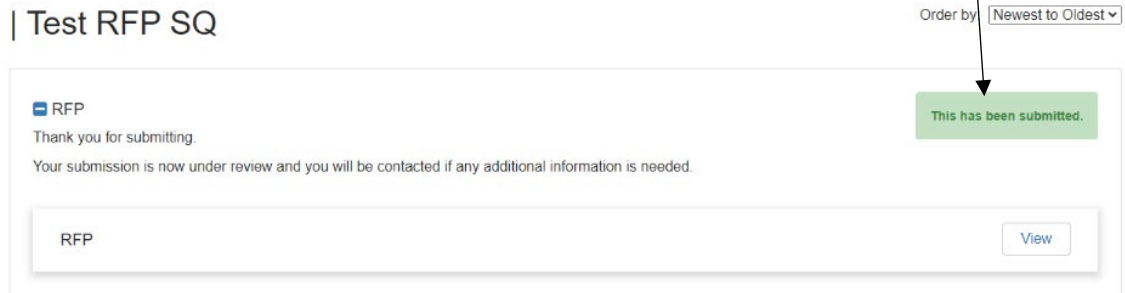 | Test RFP SQ
Order by: Newest to Oldest
RFP
This has been submitted.
Thank you for submitting.
Your submission is now under review and you will be contacted if any additional information is needed.
RFP
View